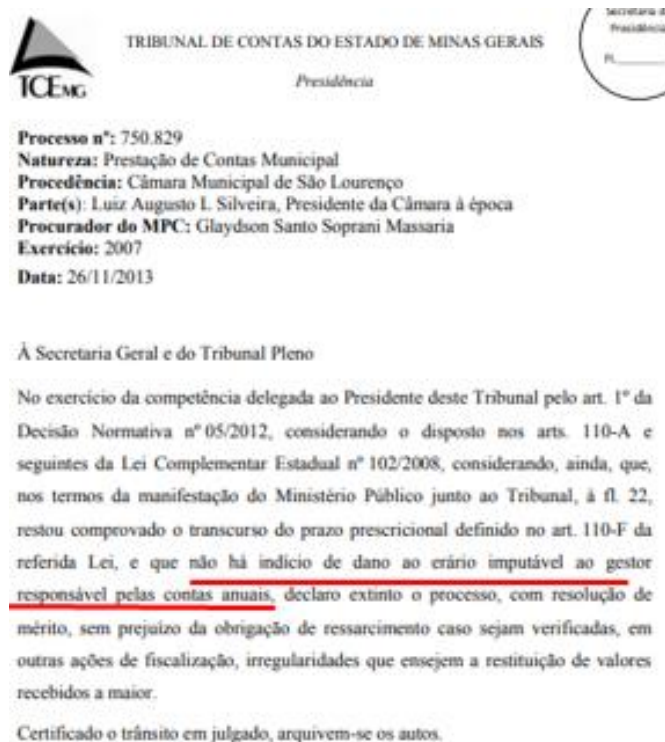 Secretaria d
Presidência
TRIBUNAL DE CONTAS DO ESTADO DE MINAS GERAIS
Presidência
TCEMG
Processo nº: 750.829
Natureza: Prestação de Contas Municipal
Procedência: Câmara Municipal de São Lourenço
Parte(s): Luiz Augusto L Silveira, Presidente da Câmara à época
Procurador do MPC: Glaydson Santo Soprani Massaria
Exercício: 2007
Data: 26/11/2013
À Secretaria Geral e do Tribunal Pleno
No exercício da competência delegada ao Presidente deste Tribunal pelo art. 1º da
Decisão Normativa nº 05/2012, considerando o disposto nos arts. 110-A e
seguintes da Lei Complementar Estadual nº 102/2008, considerando, ainda, que,
nos termos da manifestação do Ministério Público junto ao Tribunal, à fl. 22,
restou comprovado o transcurso do prazo prescricional definido no art. 110-F da
referida Lei, e que não há indício de dano ao erário imputável ao gestor
responsável pelas contas anuais, declaro extinto o processo, com resolução de
mérito, sem prejuízo da obrigação de ressarcimento caso sejam verificadas, em
outras ações de fiscalização, irregularidades que ensejem a restituição de valores
recebidos a maior.
Certificado o trânsito em julgado, arquivem-se os autos.